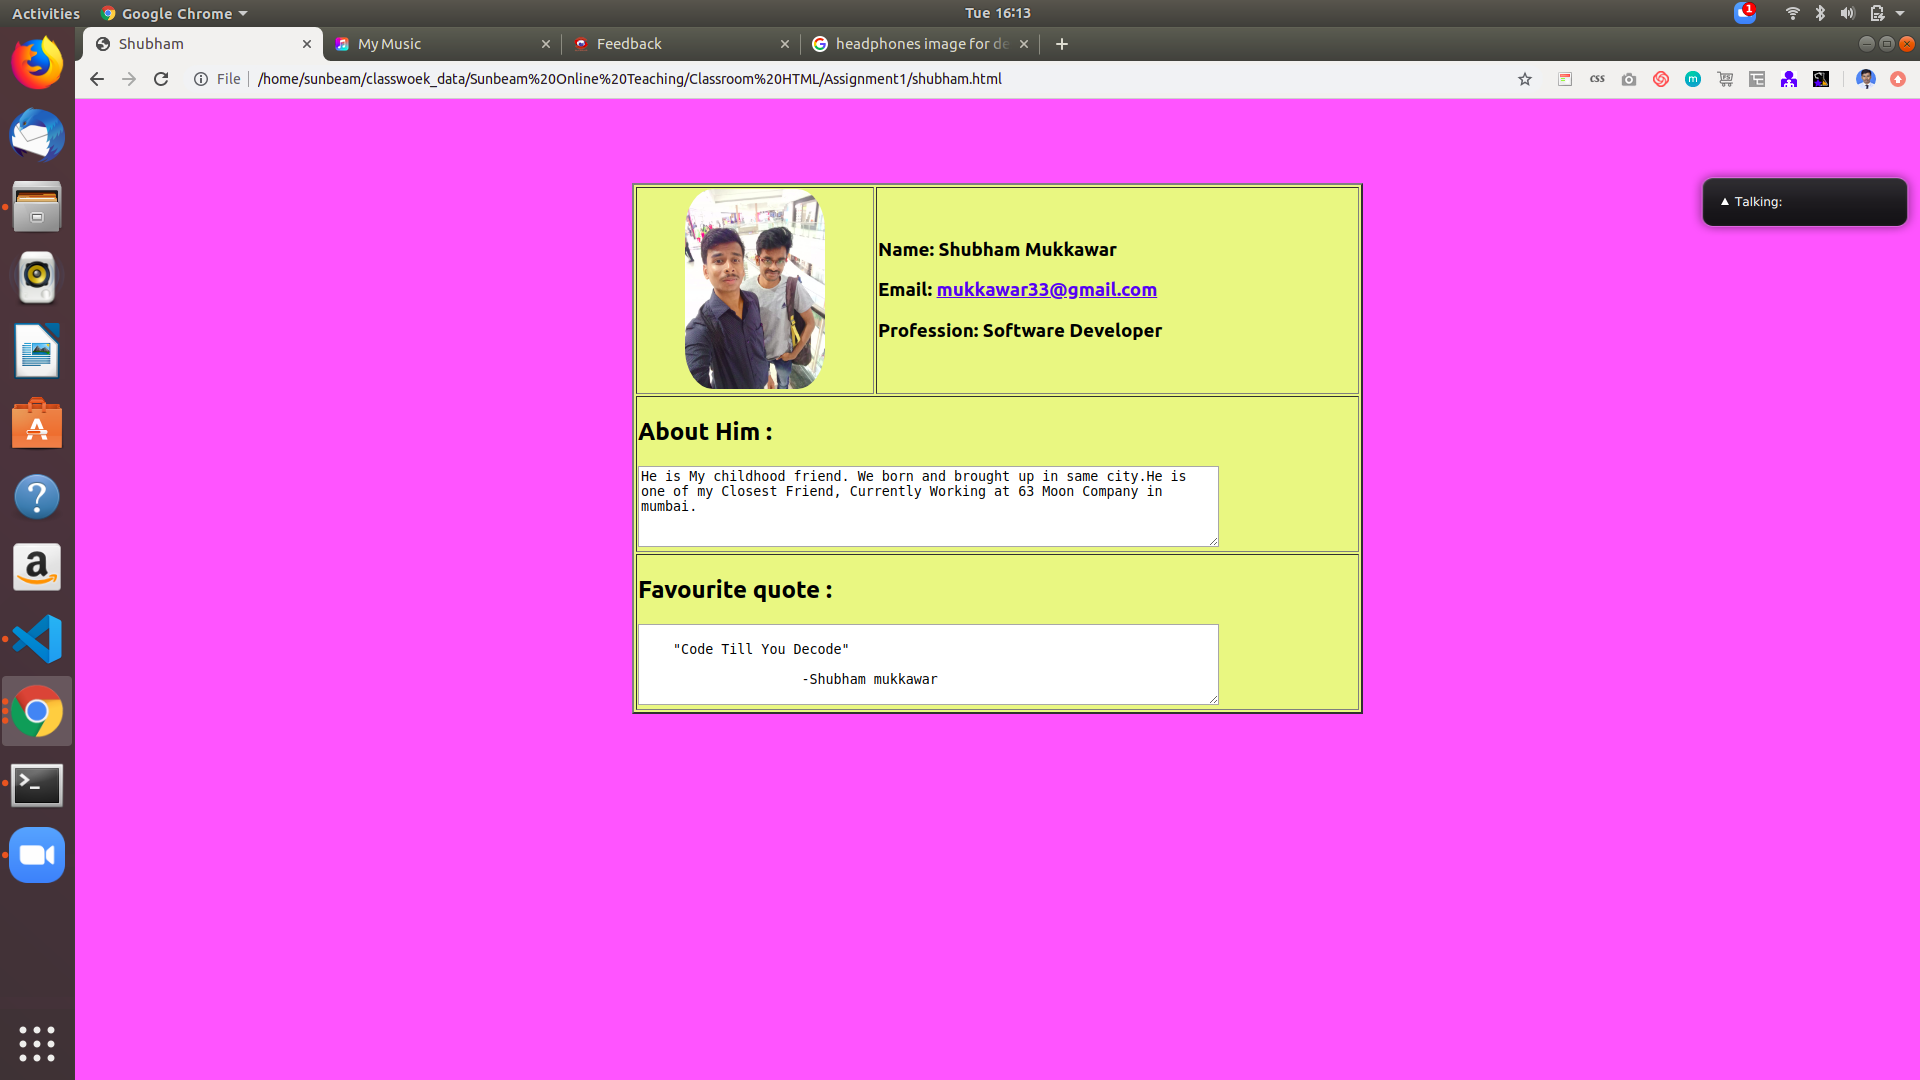 Activities
Google Chrome
Tue 16:13
1
Shubham
My Music
Feedback
headphones image for de
File
/home/sunbeam/classwoek_data/Sunbeam%20Online%20Teaching/Classroom%20HTML/Assignment1/shubham.html
css
m
Talking:
Name: Shubham Mukkawar
Email: mukkawar33@gmail.com
Profession: Software Developer
About Him :
He is My childhood friend. We born and brought up in same city.He is
one of my Closest Friend, Currently Working at 63 Moon Company in
mumbai.
Favourite quote :
"Code Till You Decode"
-Shubham mukkawar